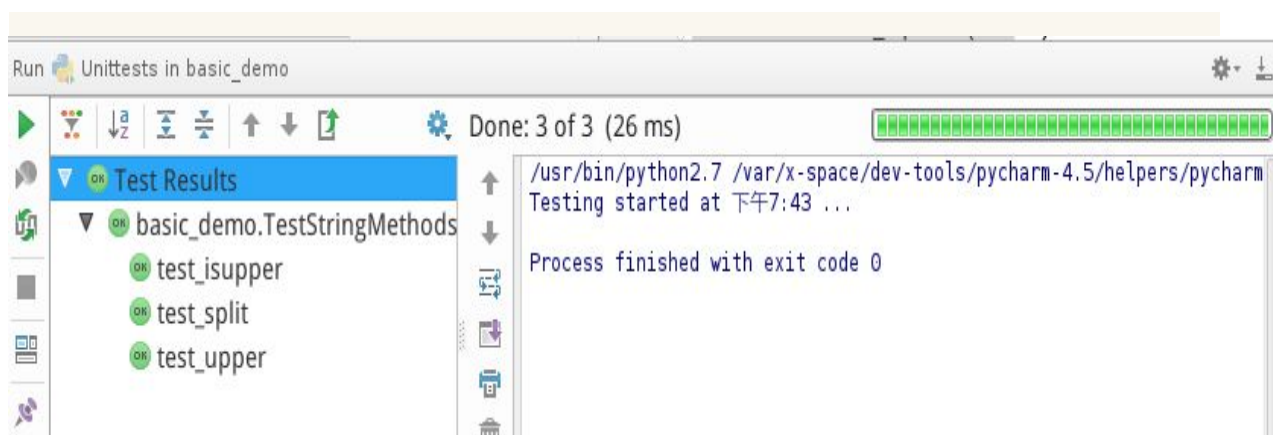 Run Unittests in basic_demo
Done: 3 of 3 (26 ms)
Test Results
basic_demo.TestStringMethods
test_isupper
test_split
test_upper
/usr/bin/python2.7 /var/x-space/dev-tools/pycharm-4.5/helpers/pycharm
Testing started at 下午7:43 ...
Process finished with exit code 0